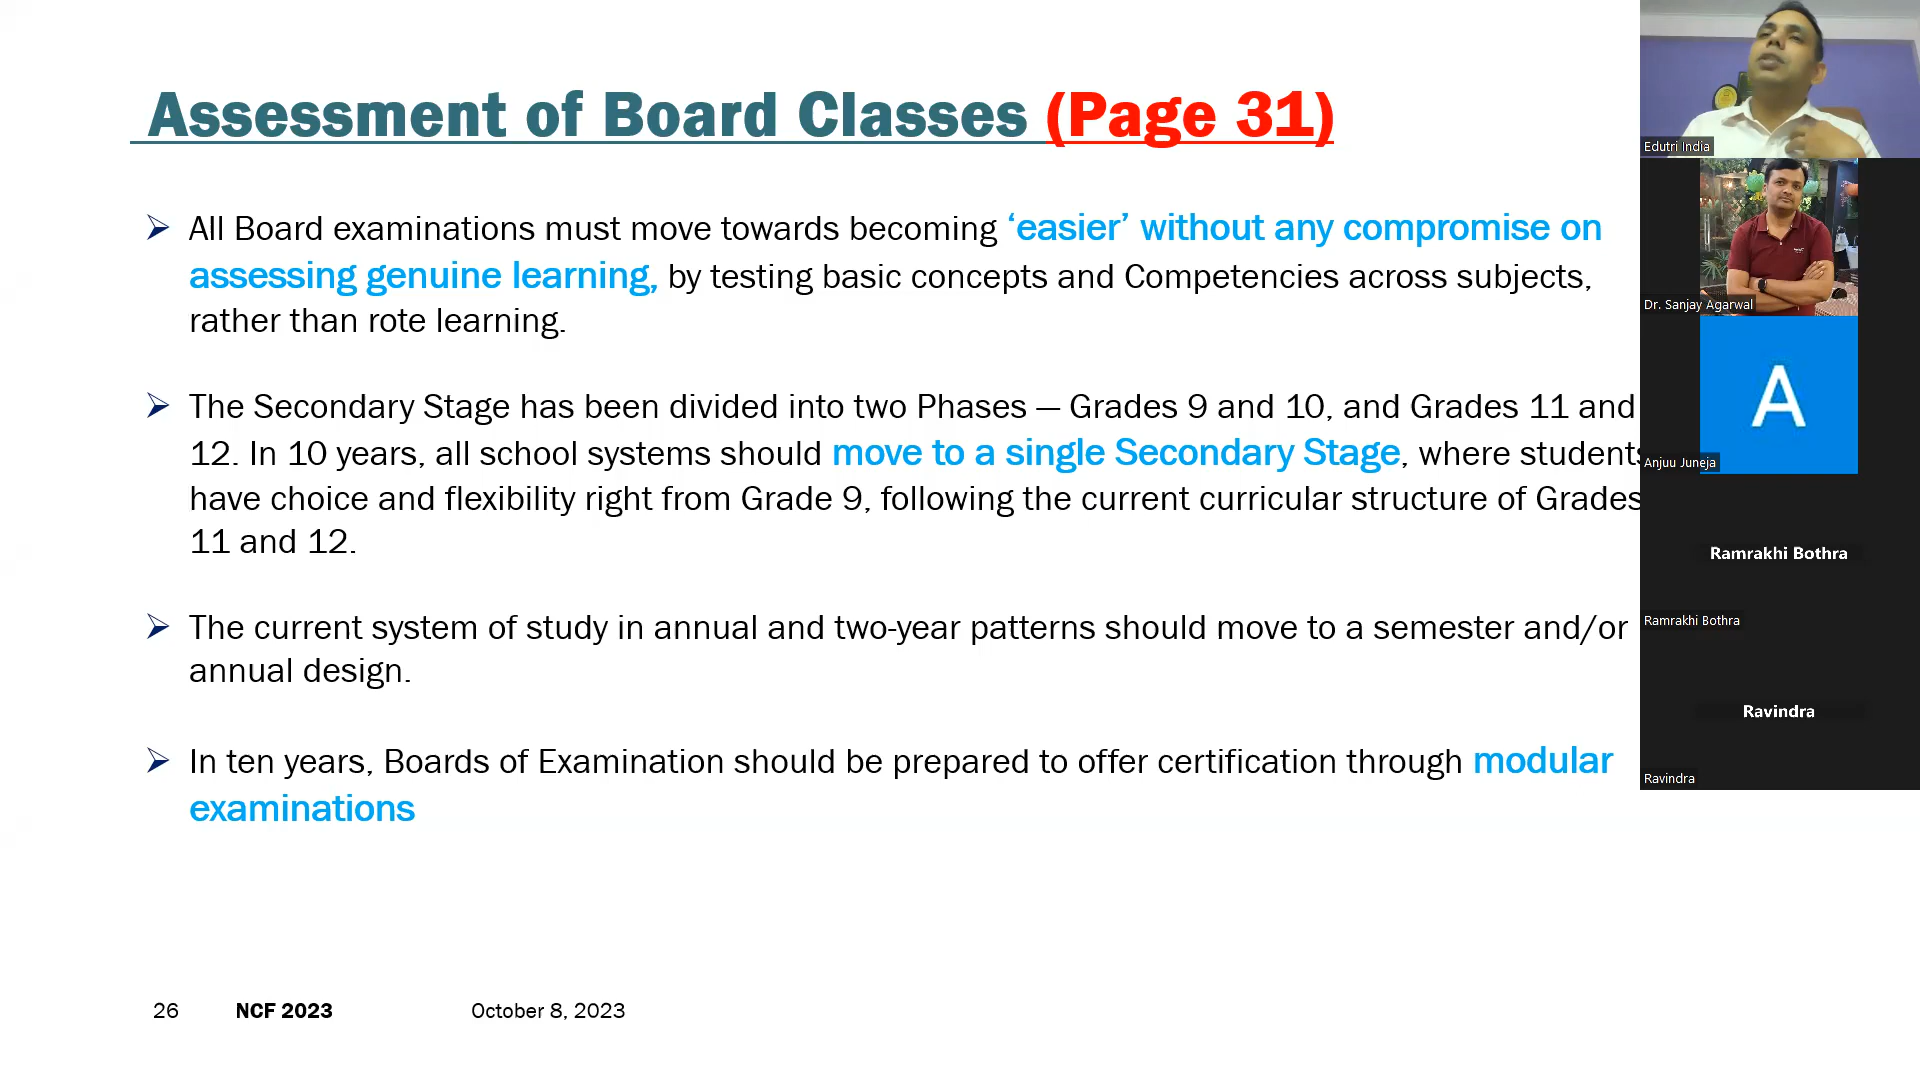 Assessment of Board Classes (Page 31)
All Board examinations must move towards becoming ‘easier’ without any compromise on
assessing genuine learning, by testing basic concepts and Competencies across subjects,
rather than rote learning.
The Secondary Stage has been divided into two Phases — Grades 9 and 10, and Grades 11 and
12. In 10 years, all school systems should move to a single Secondary Stage, where students
have choice and flexibility right from Grade 9, following the current curricular structure of Grades
11 and 12.
The current system of study in annual and two-year patterns should move to a semester and/or
annual design.
In ten years, Boards of Examination should be prepared to offer certification through modular
examinations
26 NCF 2023 October 8, 2023
Edutri India
Dr. Sanjay Agarwal
A
Anjuu Juneja
Ramrakhi Bothra
Ramrakhi Bothra
Ravindra
Ravindra